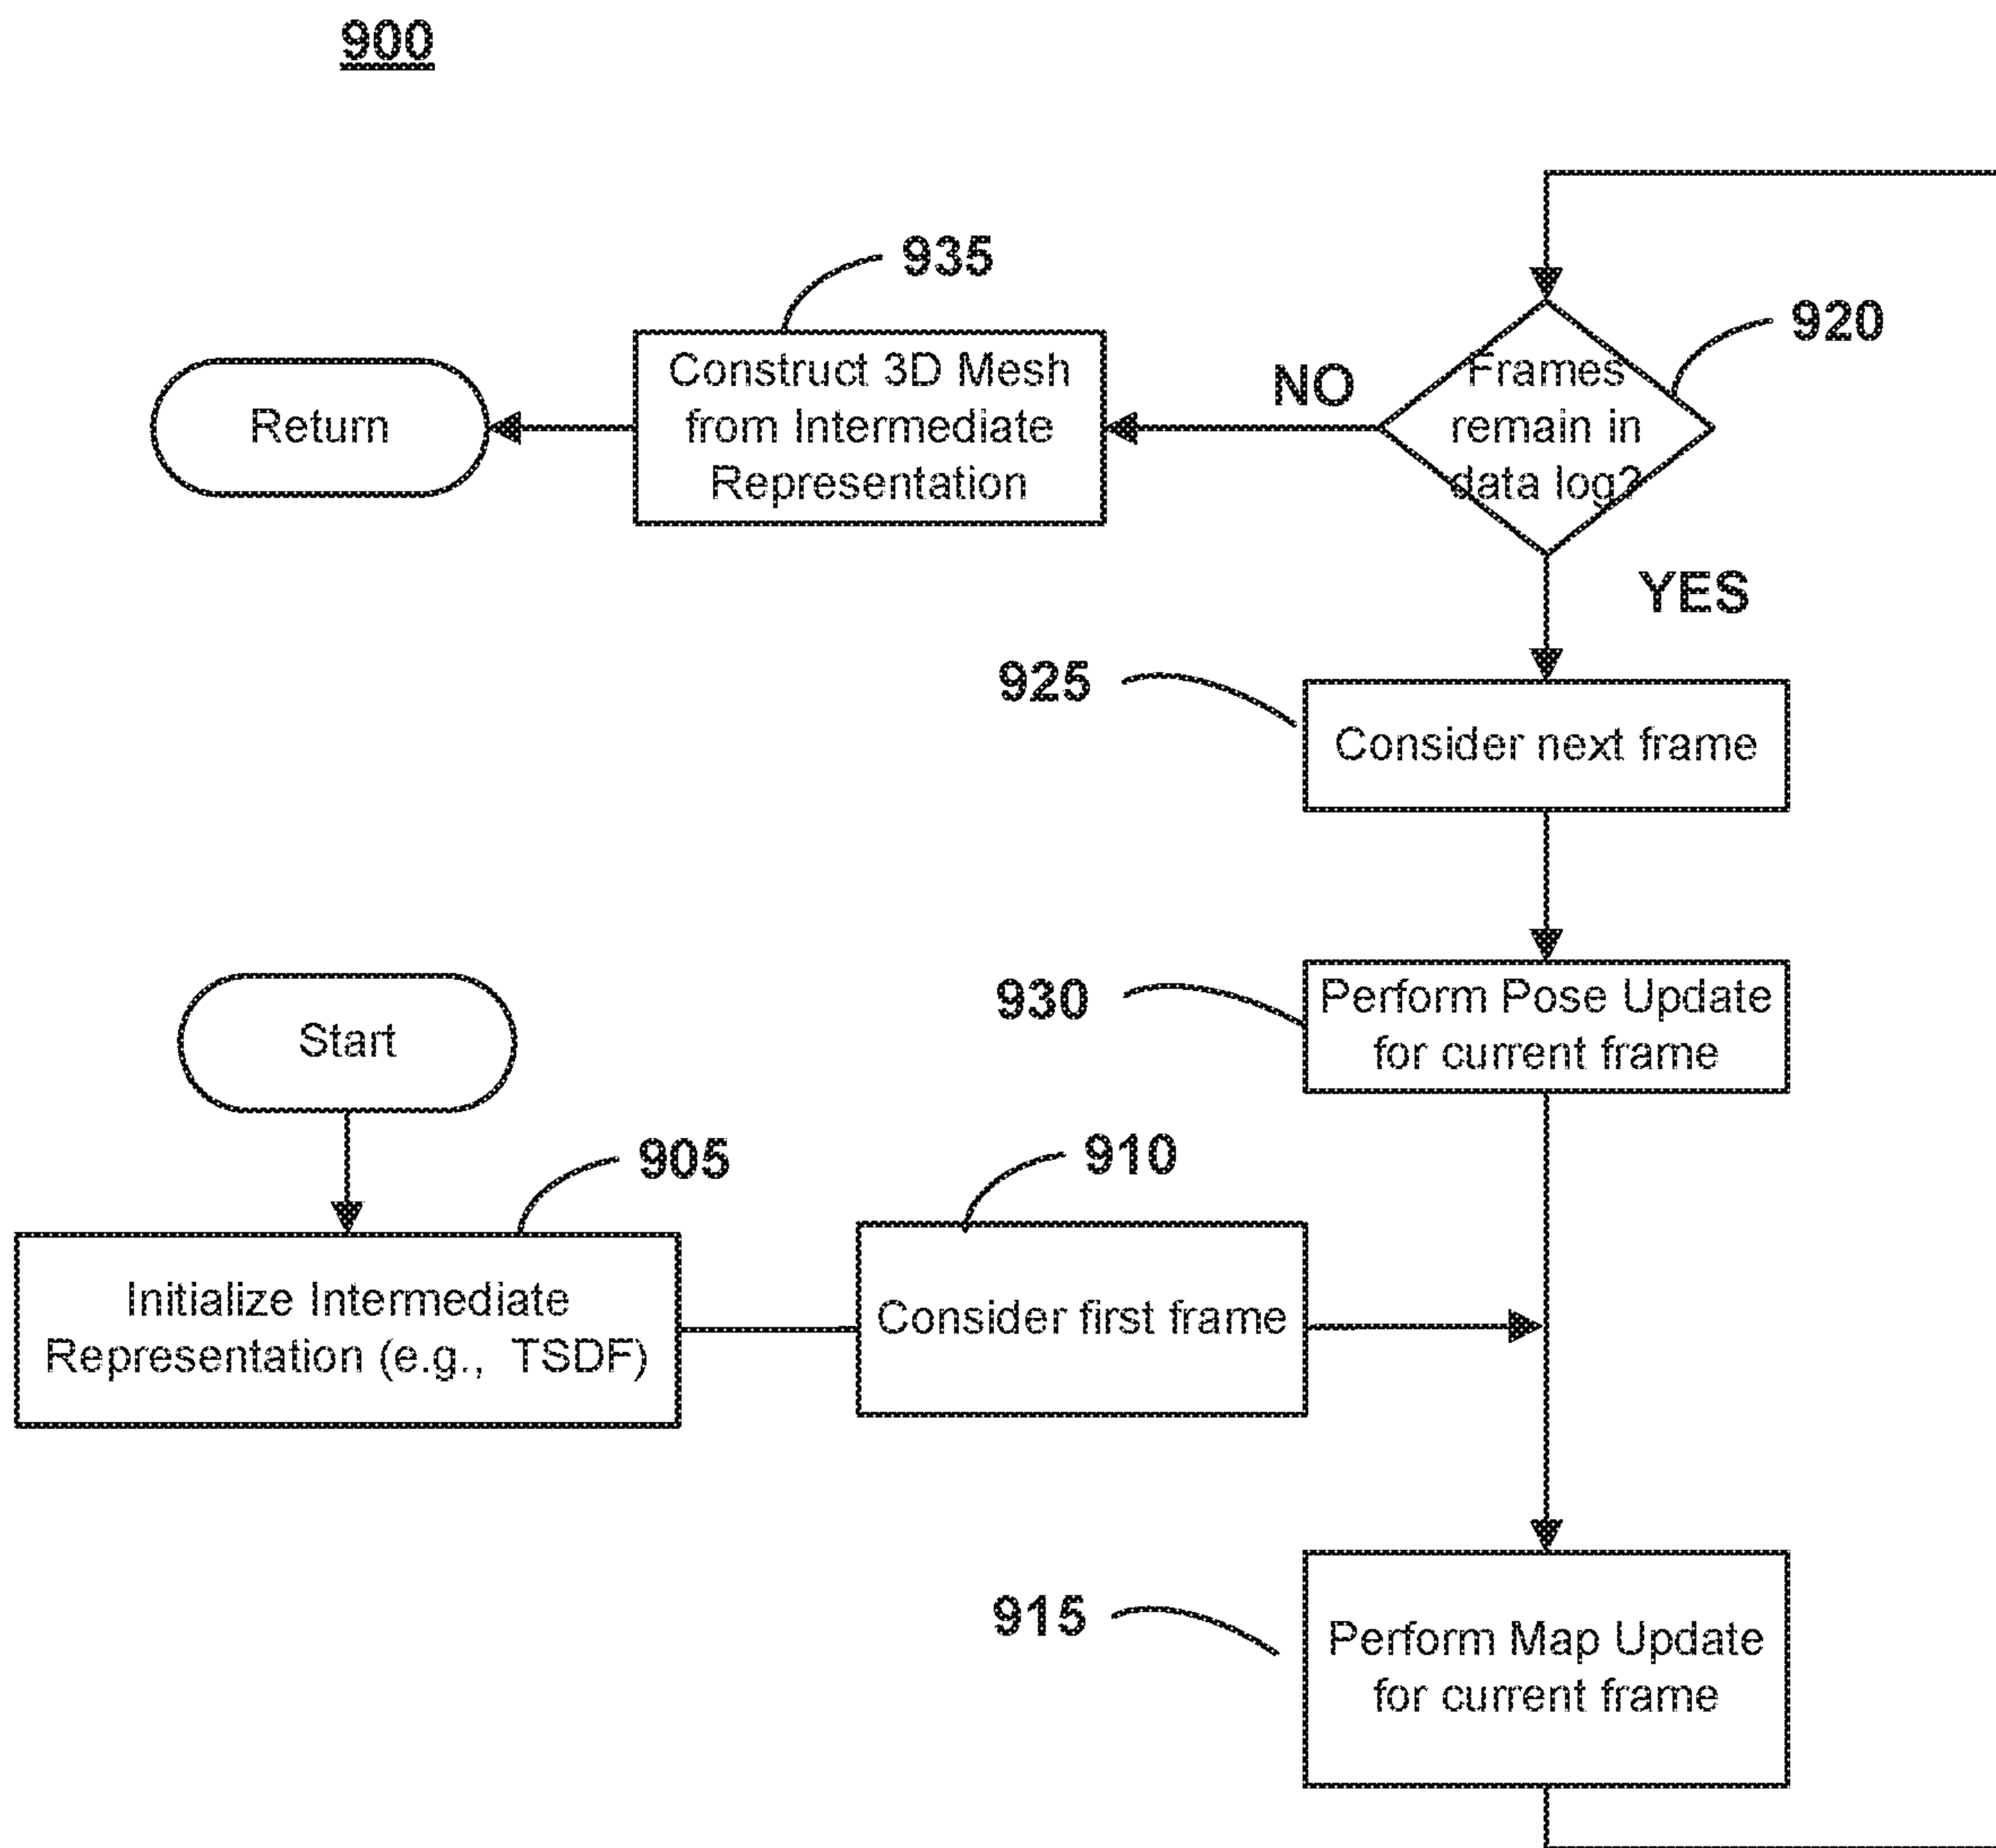 900
935
920
Construct 3D Mesh
from Intermediate
Representation
Return
NO
Frames
remain in
data log?
YES
925
Consider next frame
930
Perform Pose Update
for current frame
Start
905
910
Initialize Intermediate
Representation (e.g., TSDF)
Consider first frame
915
Perform Map Update
for current frame